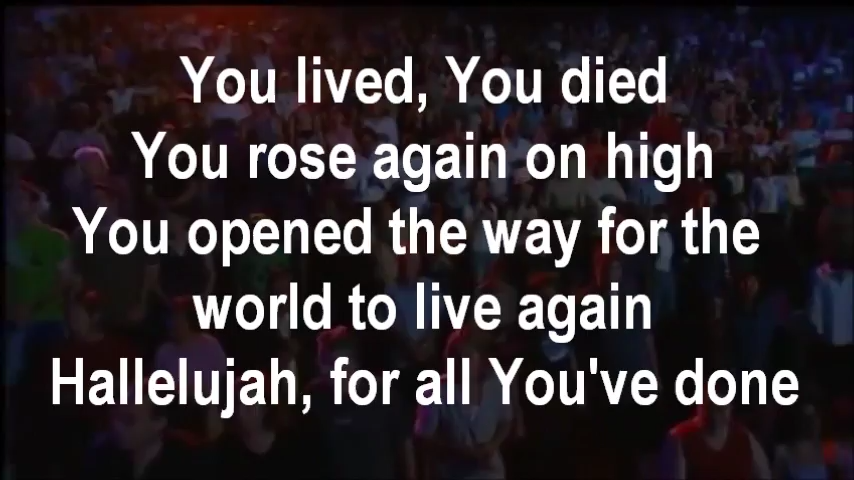 You lived, You died
You rose again on high
You opened the way for the
world to live again
Hallelujah, for all You've done